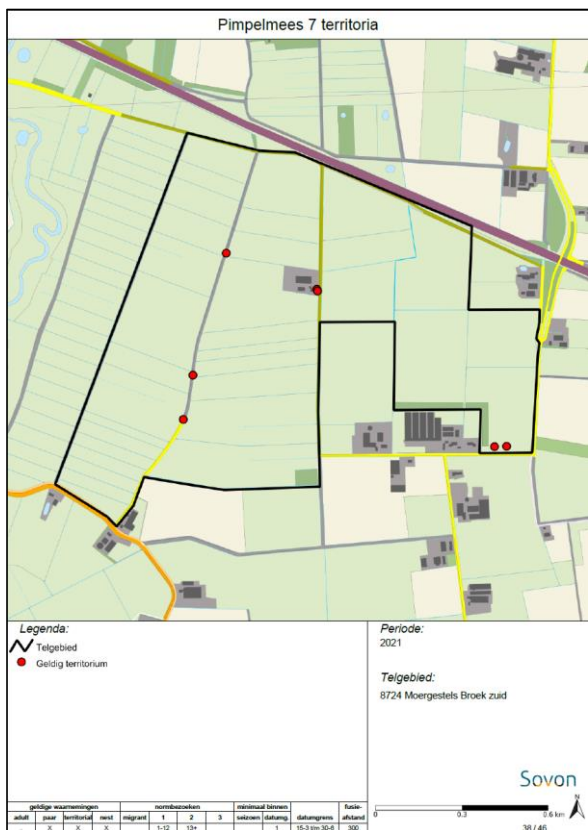 Pimpelmees 7 territoria
Legenda:
Telgebied
Geldig territorium
Periode:
2021
Telgebied:
8724 Moergestels Broek zuid
Sovon
0 0.3 0.6 km
N
38 / 46
geldige waarnemingen normbezoeken minimaal binnen fusie-
adult paar territorial nest migrant 1 2 3 seizoen datumg. datumgrens afstand
. X X X 1-12 13+ 1 15-3 t/m 30-6 300